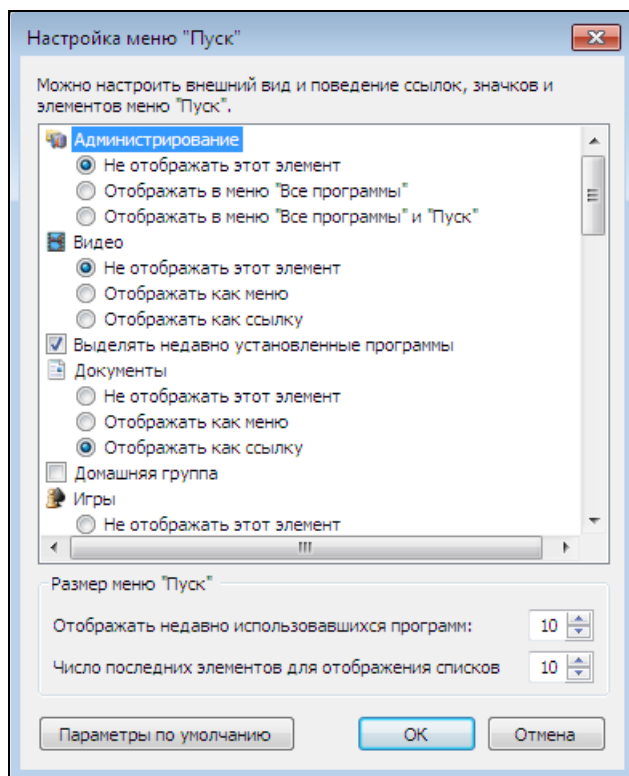 Настройка меню "Пуск"
Можно настроить внешний вид и поведение ссылок, значков и
элементов меню "Пуск".
Администрирование
Не отображать этот элемент
Отображать в меню "Все программы"
Отображать в меню "Все программы" и "Пуск"
Видео
Не отображать этот элемент
Отображать как меню
Отображать как ссылку
Выделять недавно установленные программы
Документы
Не отображать этот элемент
Отображать как меню
Отображать как ссылку
Домашняя группа
Игры
Не отображать этот элемент
Размер меню "Пуск"
Отображать недавно использовавшихся программ: 10
Число последних элементов для отображения списков 10
Параметры по умолчанию ОК Отмена